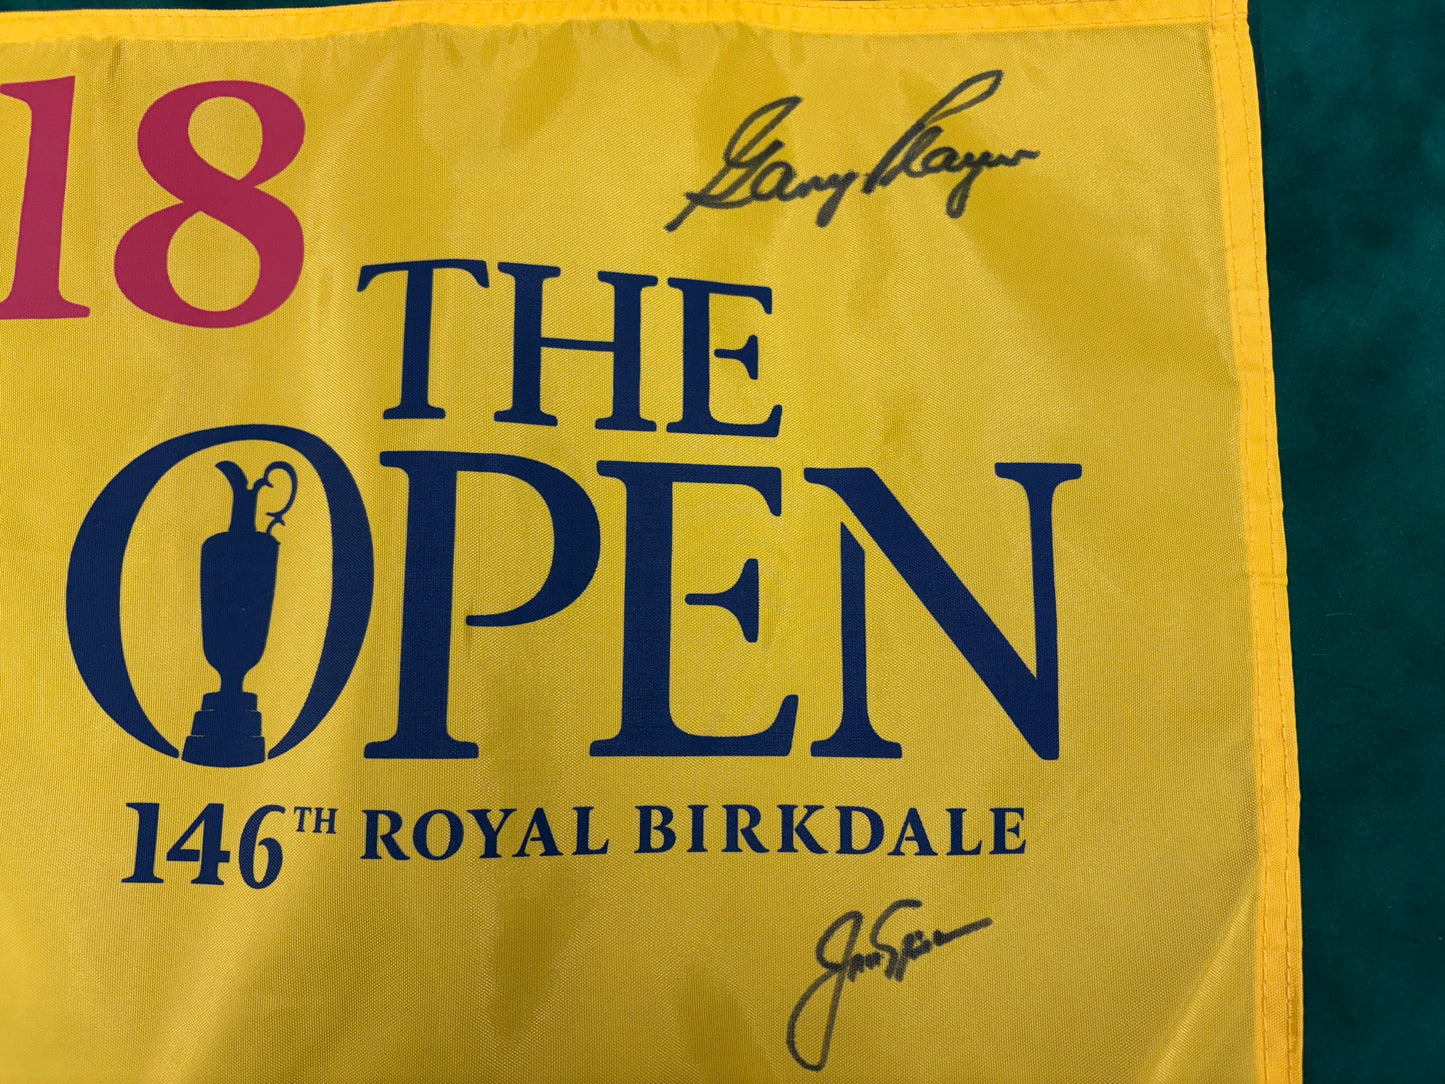 18
Gary Player
THE
OPEN
146TH ROYAL BIRKDALE